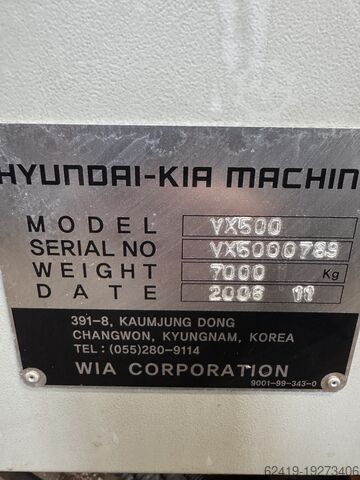 HYUNDAI-KIA MACHIN
MODEL VX500
SERIAL NO VX5000789
WEIGHT 7000 Kg
DATE 2006 11
391-8, KAUMJUNG DONG
CHANGWON, KYUNGNAM, KOREA
TEL : (055)280-9114
WIA CORPORATION
9001-99-343-0
62419-19273406